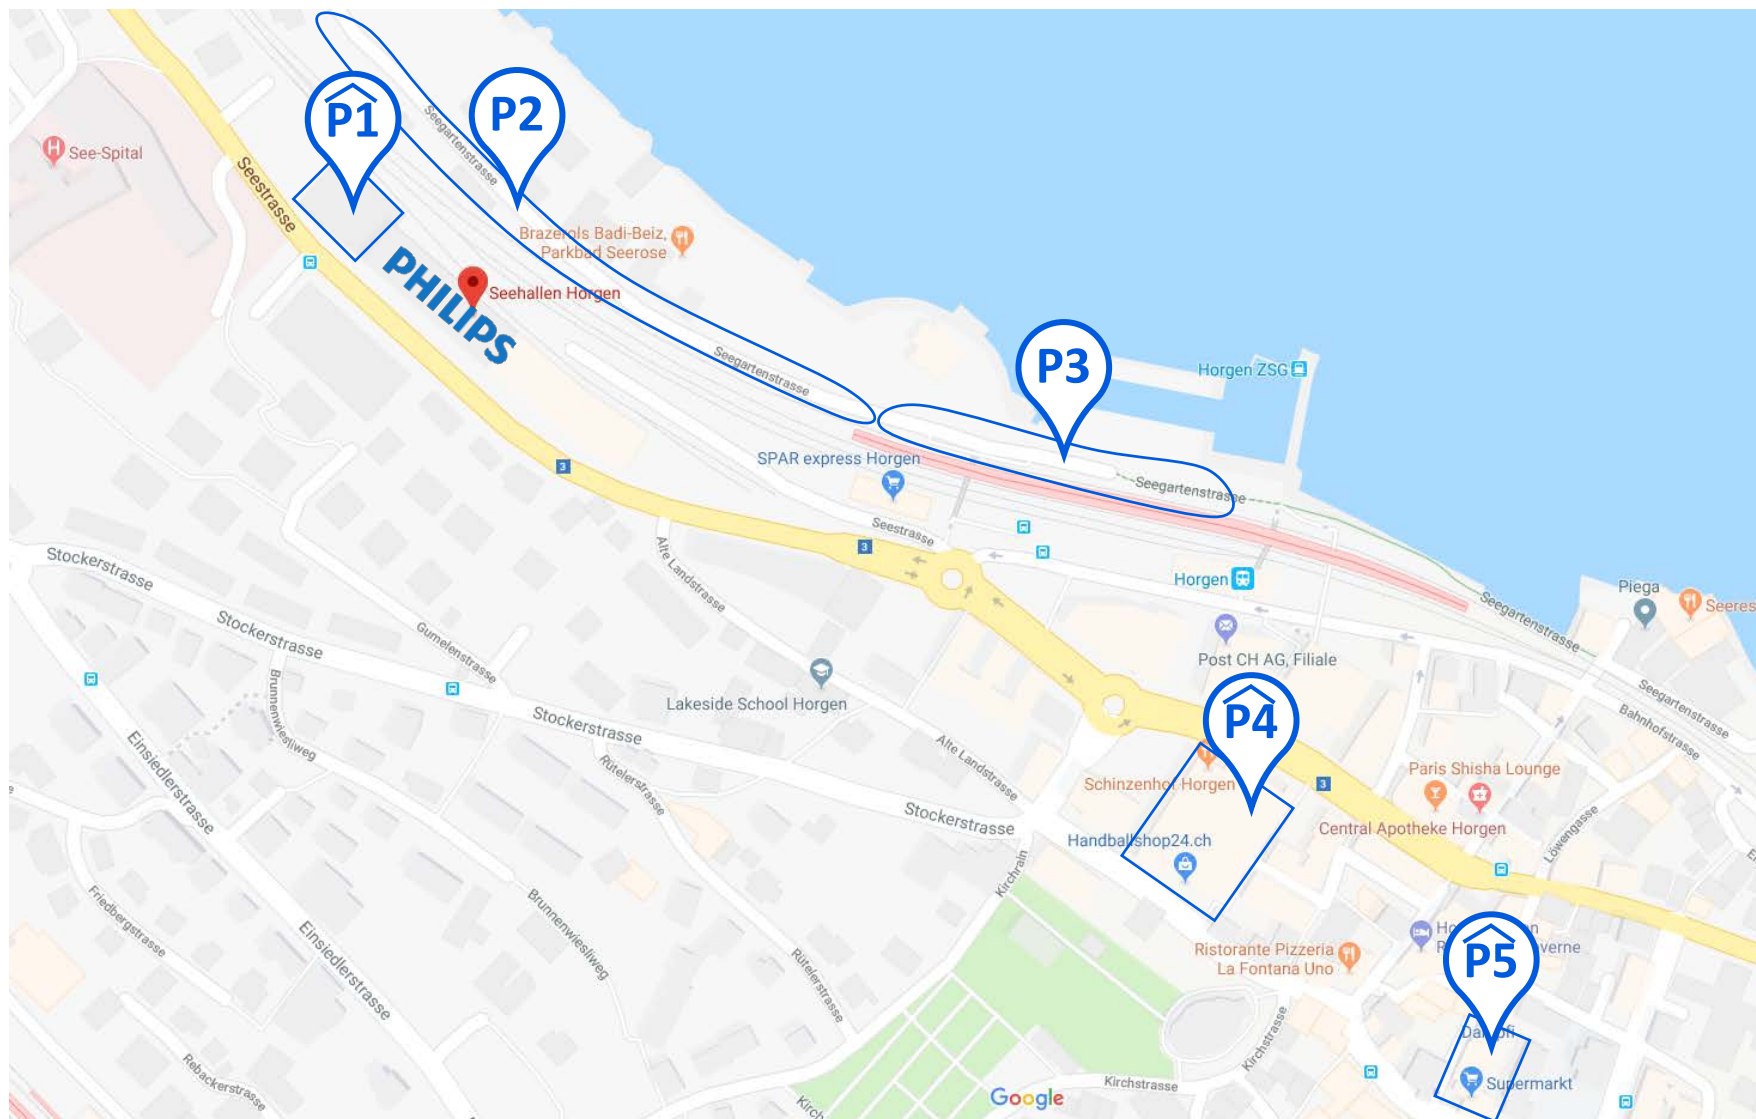 P1
P2
Seegartenstrasse
See-Spital
Seestrasse
Brazerols Badi-Beiz,
Parkbad Seerose
PHILIPS
Seehallen Horgen
P3
Seegartenstrasse
Horgen ZSG
SPAR express Horgen
3
Seegartenstrasse
Seestrasse
3
Alte Landstrasse
Stockerstrasse
Horgen
Piega
Seeres
Seegartenstrasse
Stockerstrasse
Gumelenstrasse
Post CH AG, Filiale
Lakeside School Horgen
Brunnenwiesliweg
Stockerstrasse
Seegartenstrasse
Bahnhofstrasse
P4
Einsiedlerstrasse
Rütelerstrasse
Alte Landstrasse
Schinzenhof Horgen
3
Paris Shisha Lounge
Stockerstrasse
Central Apotheke Horgen
Handballshop24.ch
Löwengasse
Kirchrain
Friedbergstrasse
Brunnenwiesliweg
Einsiedlerstrasse
Rütelerstrasse
Ristorante Pizzeria
La Fontana Uno
P5
Kirchstrasse
Supermarkt
Rebackerstrasse
Google
Kirchstrasse